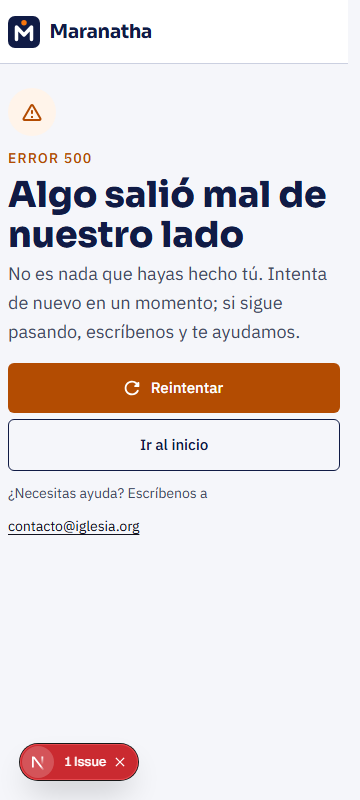 Maranatha
ERROR 500
Algo salió mal de
nuestro lado
No es nada que hayas hecho tú. Intenta
de nuevo en un momento; si sigue
pasando, escríbenos y te ayudamos.
Reintentar
Ir al inicio
¿Necesitas ayuda? Escríbenos a
contacto@iglesia.org
N 1 Issue